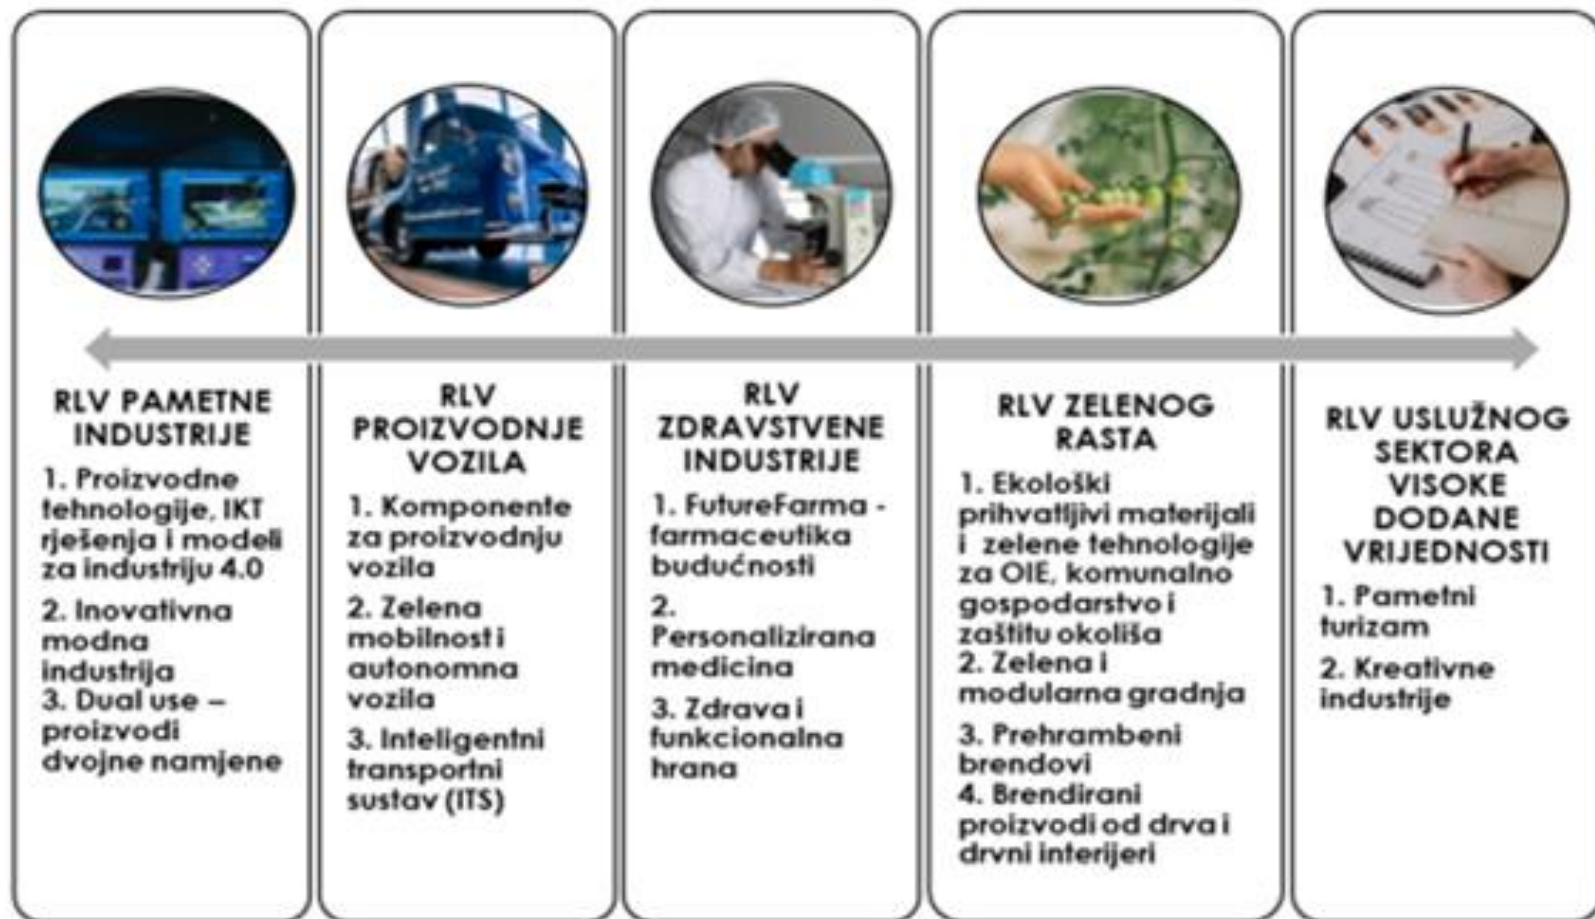 RLV PAMETNE
INDUSTRIJE
1. Proizvodne
tehnologije, IKT
rješenja i modeli
za industriju 4.0
2. Inovativna
modna
industrija
3. Dual use –
proizvodi
dvojne namjene
RLV
PROIZVODNJE
VOZILA
1. Komponente
za proizvodnju
vozila
2. Zelena
mobilnost i
autonomna
vozila
3. Inteligentni
transportni
sustav (ITS)
RLV
ZDRAVSTVENE
INDUSTRIJE
1. FutureFarma -
farmaceutika
budućnosti
2.
Personalizirana
medicina
3. Zdrava i
funkcionalna
hrana
RLV ZELENOG
RASTA
1. Ekološki
prihvatljivi materijali
i zelene tehnologije
za OIE, komunalno
gospodarstvo i
zaštitu okoliša
2. Zelena i
modularna gradnja
3. Prehrambeni
brendovi
4. Brendirani
proizvodi od drva i
drvni interijeri
RLV USLUŽNOG
SEKTORA
VISOKE
DODANE
VRIJEDNOSTI
1. Pametni
turizam
2. Kreativne
industrije